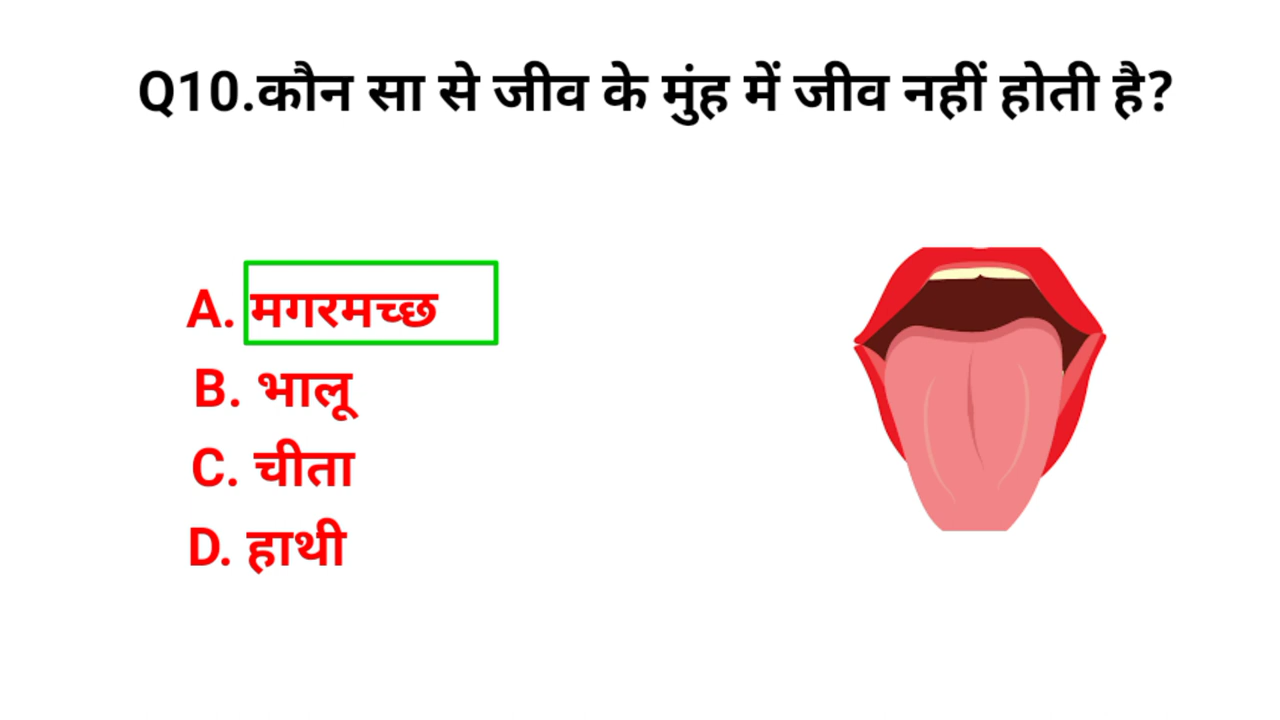 Q10.कौन सा से जीव के मुंह में जीव नहीं होती है?
A. मगरमच्छ
B. भालू
C. चीता
D. हाथी